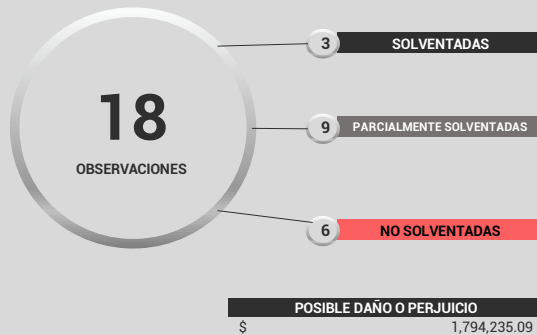 18
OBSERVACIONES
3 SOLVENTADAS
9 PARCIALMENTE SOLVENTADAS
6 NO SOLVENTADAS
POSIBLE DAÑO O PERJUICIO
$ 1,794,235.09